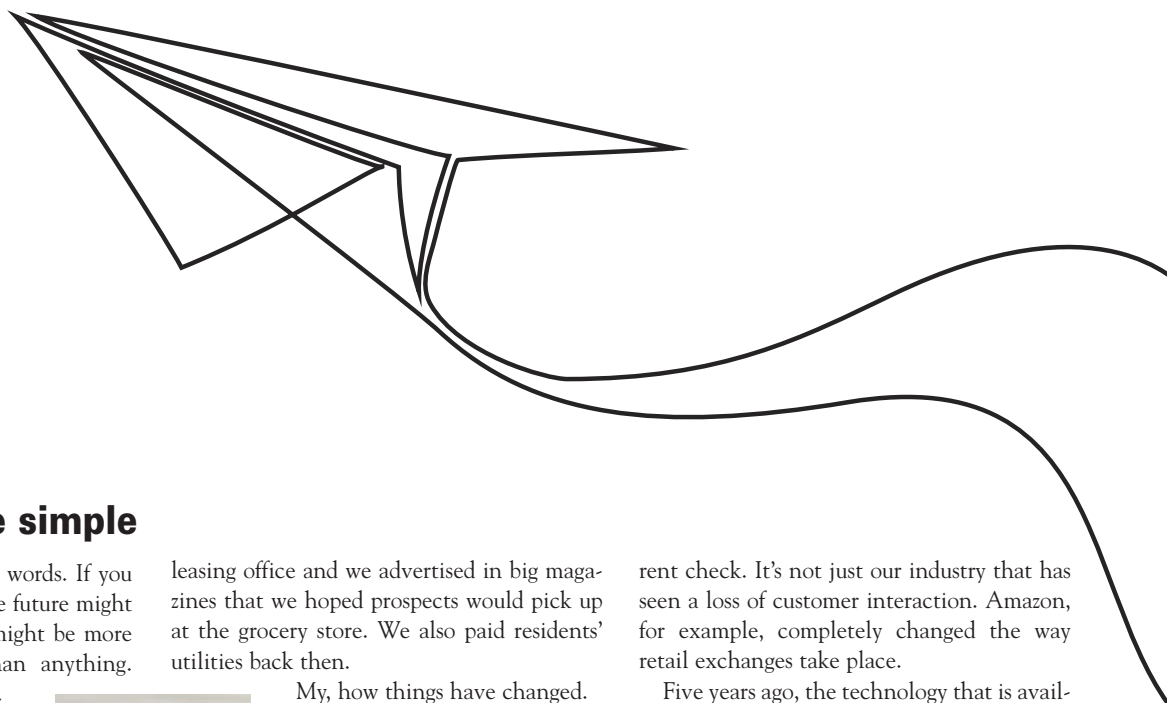 e simple
words. If you
e future might
night be more
an anything.
leasing office and we advertised in big maga-
zines that we hoped prospects would pick up
at the grocery store. We also paid residents'
utilities back then.
My, how things have changed.
rent check. It's not just our industry that has
seen a loss of customer interaction. Amazon,
for example, completely changed the way
retail exchanges take place.
Five years ago, the technology that is avail-